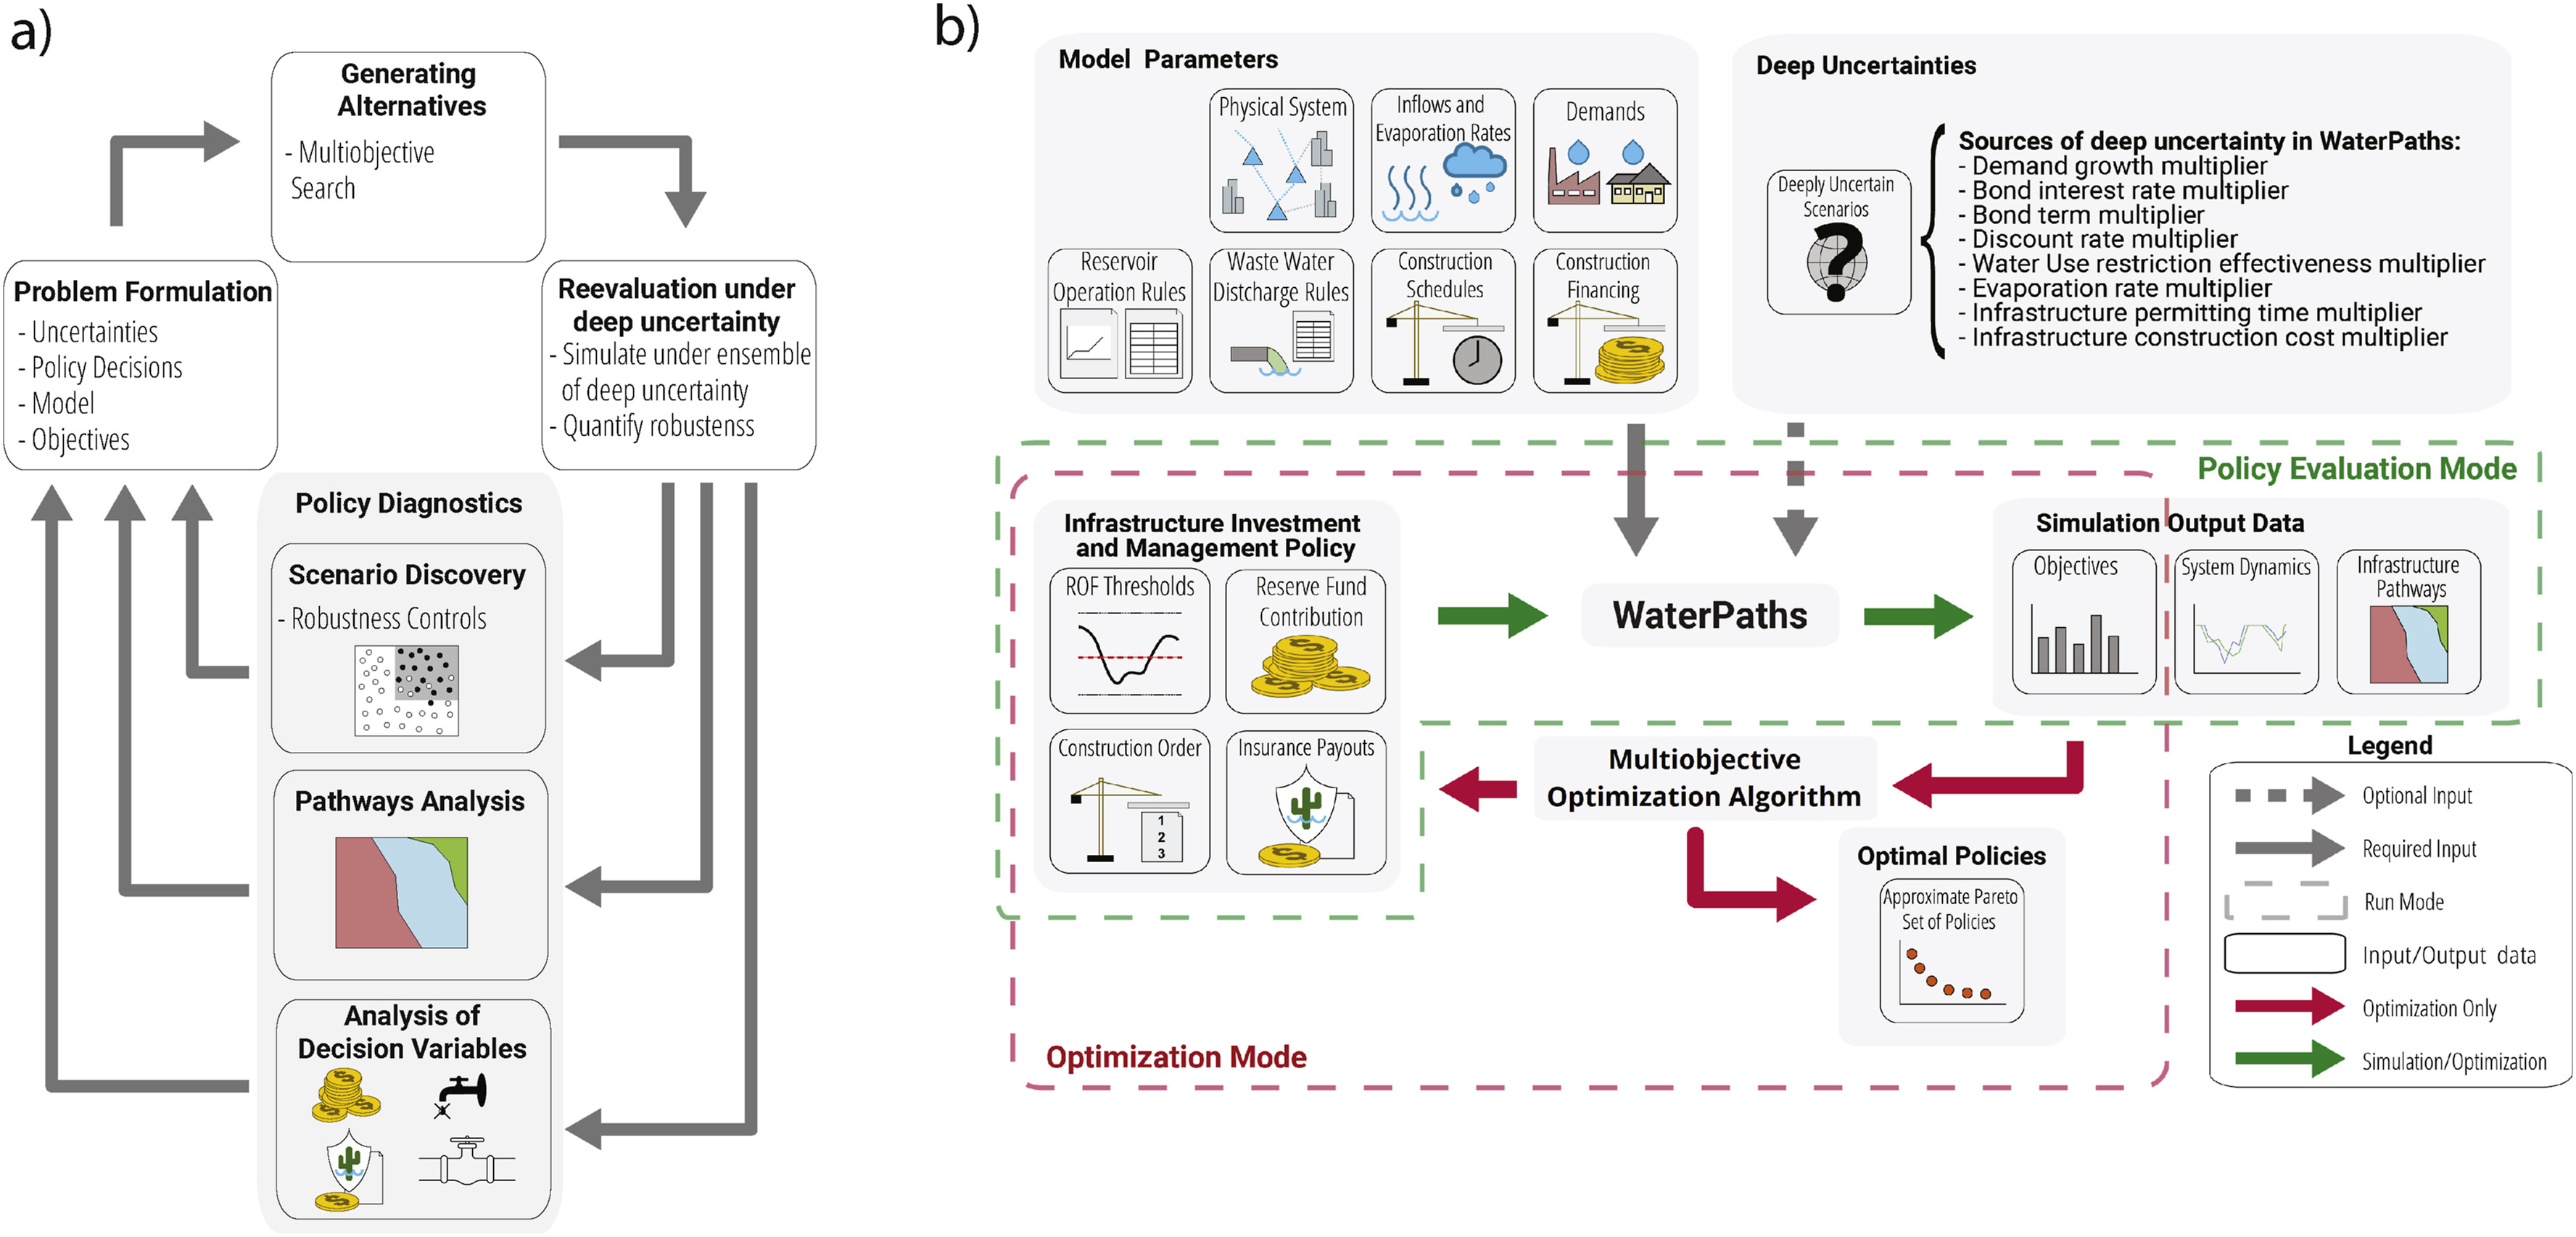 a)
Generating
Alternatives
- Multiobjective
Search
Problem Formulation
- Uncertainties
- Policy Decisions
- Model
- Objectives
Reevaluation under
deep uncertainty
- Simulate under ensemble
of deep uncertainty
- Quantify robustenss
Policy Diagnostics
Scenario Discovery
- Robustness Controls
Pathways Analysis
Analysis of
Decision Variables
b)
Model Parameters
Physical System
Inflows and
Evaporation Rates
Demands
Reservoir
Operation Rules
Waste Water
Distcharge Rules
Construction
Schedules
Construction
Financing
Deep Uncertainties
Deeply Uncertain
Scenarios
?
Sources of deep uncertainty in WaterPaths:
- Demand growth multiplier
- Bond interest rate multiplier
- Bond term multiplier
- Discount rate multiplier
- Water Use restriction effectiveness multiplier
- Evaporation rate multiplier
- Infrastructure permitting time multiplier
- Infrastructure construction cost multiplier
Policy Evaluation Mode
Infrastructure Investment
and Management Policy
ROF Thresholds
Reserve Fund
Contribution
Construction Order
1
2
3
Insurance Payouts
WaterPaths
Simulation Output Data
Objectives
System Dynamics
Infrastructure
Pathways
Multiobjective
Optimization Algorithm
Optimal Policies
Approximate Pareto
Set of Policies
Optimization Mode
Legend
Optional Input
Required Input
Run Mode
Input/Output data
Optimization Only
Simulation/Optimization